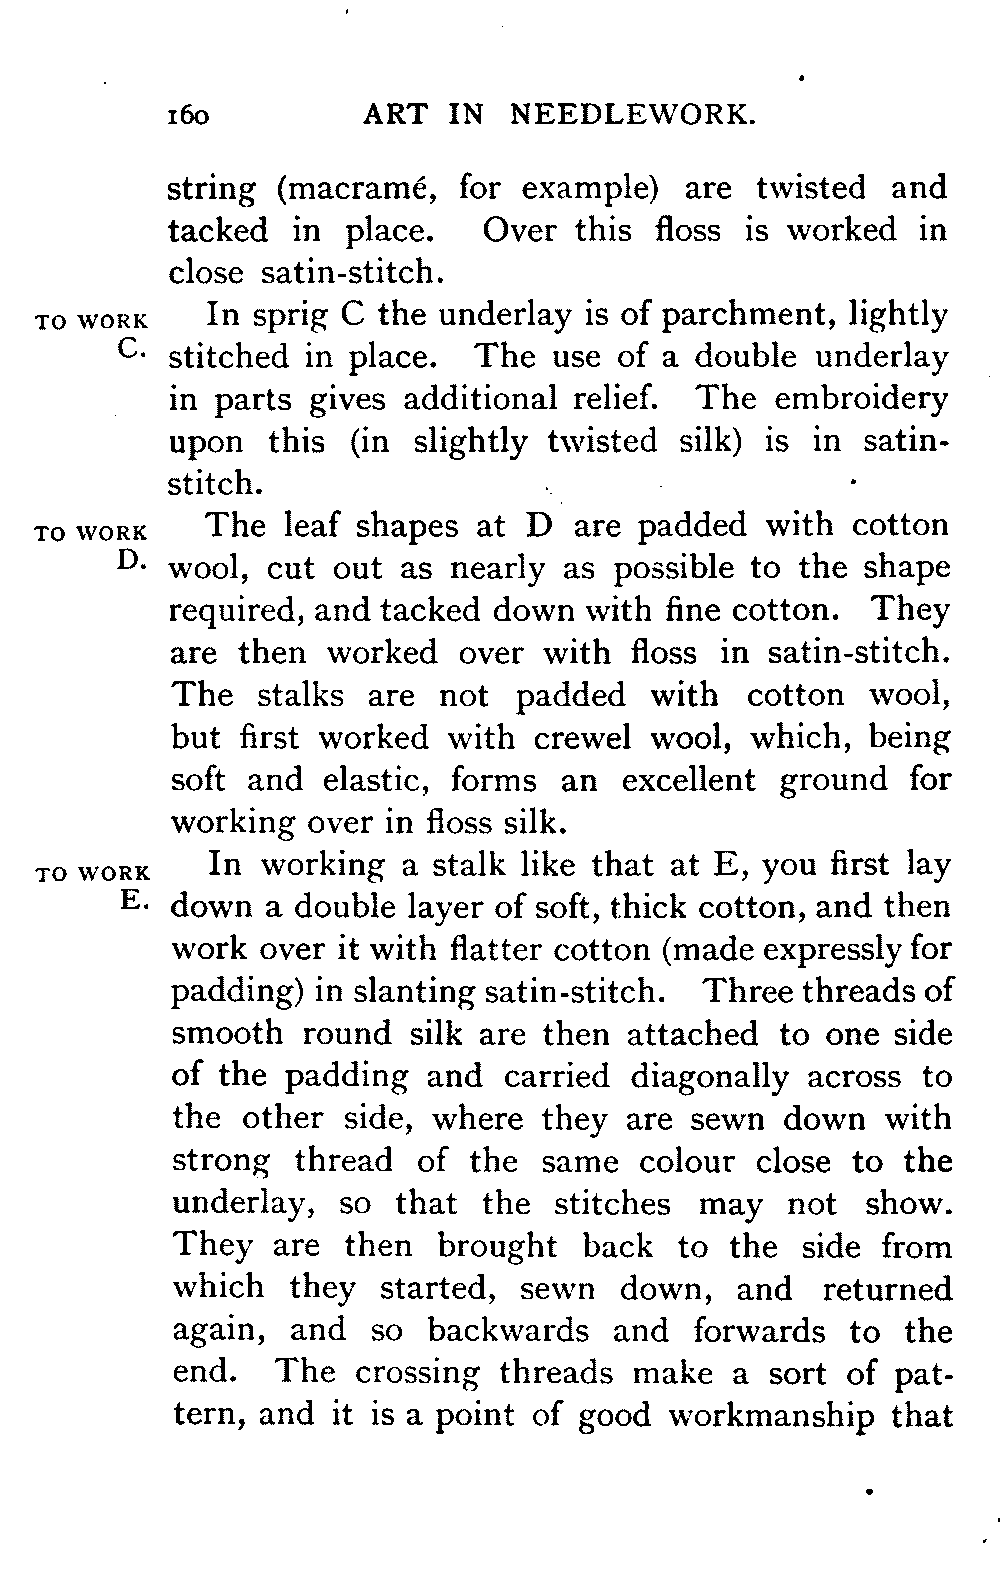 160 ART IN NEEDLEWORK.
string (macramé, for example) are twisted and
tacked in place. Over this floss is worked in
close satin-stitch.
TO WORK C.
In sprig C the underlay is of parchment, lightly
stitched in place. The use of a double underlay
in parts gives additional relief. The embroidery
upon this (in slightly twisted silk) is in satin-
stitch.
TO WORK D.
The leaf shapes at D are padded with cotton
wool, cut out as nearly as possible to the shape
required, and tacked down with fine cotton. They
are then worked over with floss in satin-stitch.
The stalks are not padded with cotton wool,
but first worked with crewel wool, which, being
soft and elastic, forms an excellent ground for
working over in floss silk.
TO WORK E.
In working a stalk like that at E, you first lay
down a double layer of soft, thick cotton, and then
work over it with flatter cotton (made expressly for
padding) in slanting satin-stitch. Three threads of
smooth round silk are then attached to one side
of the padding and carried diagonally across to
the other side, where they are sewn down with
strong thread of the same colour close to the
underlay, so that the stitches may not show.
They are then brought back to the side from
which they started, sewn down, and returned
again, and so backwards and forwards to the
end. The crossing threads make a sort of pat-
tern, and it is a point of good workmanship that